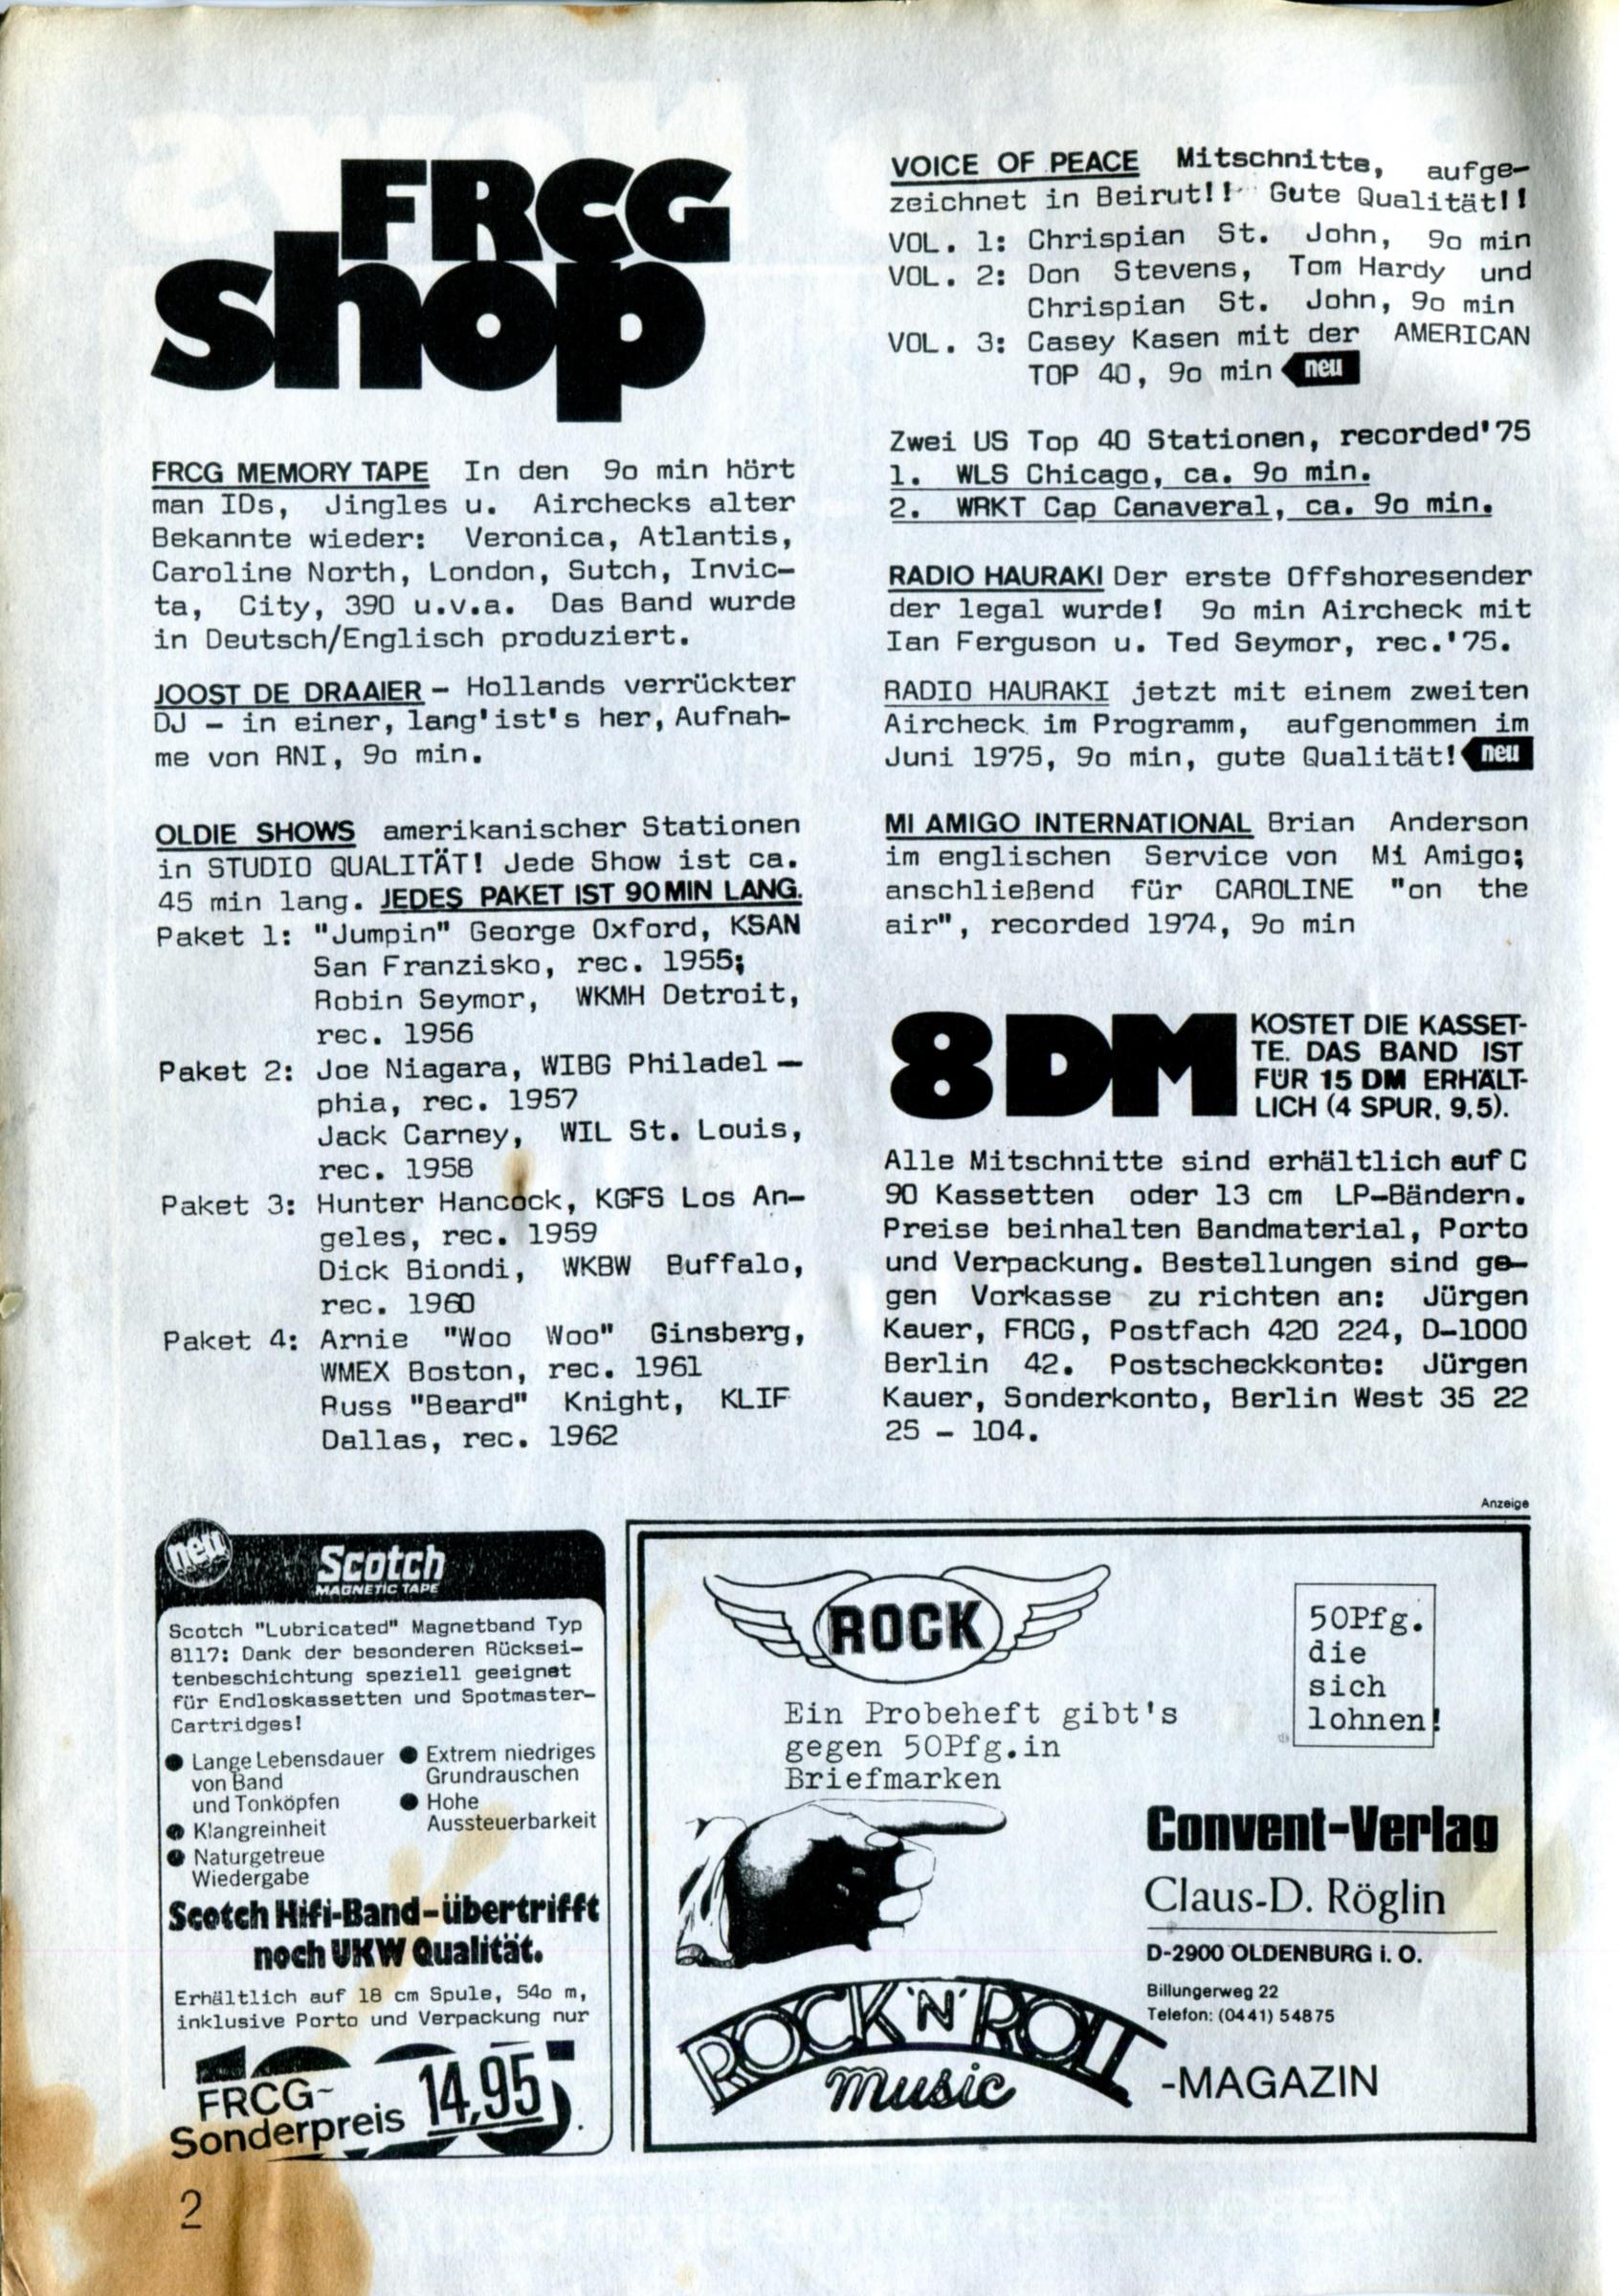 FRCG
shop
FRCG MEMORY TAPE In den 9o min hört
man IDs, Jingles u. Airchecks alter
Bekannte wieder: Veronica, Atlantis,
Caroline North, London, Sutch, Invic-
ta, City, 390 u.v.a. Das Band wurde
in Deutsch/Englisch produziert.
JOOST DE DRAAIER - Hollands verrückter
DJ - in einer, lang'ist's her, Aufnah-
me von RNI, 9o min.
OLDIE SHOWS amerikanischer Stationen
in STUDIO QUALITÄT! Jede Show ist ca.
45 min lang. JEDES PAKET IST 90 MIN LANG.
Paket 1: "Jumpin" George Oxford, KSAN
San Franzisko, rec. 1955;
Robin Seymor, WKMH Detroit,
rec. 1956
Paket 2: Joe Niagara, WIBG Philadel -
phia, rec. 1957
Jack Carney, WIL St. Louis,
rec. 1958
Paket 3: Hunter Hancock, KGFS Los An-
geles, rec. 1959
Dick Biondi, WKBW Buffalo,
rec. 1960
Paket 4: Arnie "Woo Woo" Ginsberg,
WMEX Boston, rec. 1961
Russ "Beard" Knight, KLIF
Dallas, rec. 1962
VOICE OF PEACE Mitschnitte, aufge-
zeichnet in Beirut!! Gute Qualität!!
VOL. 1: Chrispian St. John, 9o min
VOL. 2: Don Stevens, Tom Hardy und
Chrispian St. John, 9o min
VOL. 3: Casey Kasen mit der AMERICAN
TOP 40, 9o min neu
Zwei US Top 40 Stationen, recorded'75
1. WLS Chicago, ca. 9o min.
2. WRKT Cap Canaveral, ca. 9o min.
RADIO HAURAKI Der erste Offshoresender
der legal wurde! 9o min Aircheck mit
Ian Ferguson u. Ted Seymor, rec.'75.
RADIO HAURAKI jetzt mit einem zweiten
Aircheck im Programm, aufgenommen im
Juni 1975, 9o min, gute Qualität! neu
MI AMIGO INTERNATIONAL Brian Anderson
im englischen Service von Mi Amigo;
anschließend für CAROLINE "on the
air", recorded 1974, 9o min
8 DM
KOSTET DIE KASSET-
TE. DAS BAND IST
FÜR 15 DM ERHÄLT-
LICH (4 SPUR, 9,5).
Alle Mitschnitte sind erhältlich auf C
90 Kassetten oder 13 cm LP-Bändern.
Preise beinhalten Bandmaterial, Porto
und Verpackung. Bestellungen sind ge-
gen Vorkasse zu richten an: Jürgen
Kauer, FRCG, Postfach 420 224, D-1000
Berlin 42. Postscheckkonto: Jürgen
Kauer, Sonderkonto, Berlin West 35 22
25 - 104.
neu
Scotch
MAGNETIC TAPE
Scotch "Lubricated" Magnetband Typ
8117: Dank der besonderen Rücksei-
tenbeschichtung speziell geeignet
für Endloskassetten und Spotmaster-
Cartridges!
● Lange Lebensdauer
von Band
und Tonköpfen
● Klangreinheit
● Naturgetreue
Wiedergabe
● Extrem niedriges
Grundrauschen
● Hohe
Aussteuerbarkeit
Scotch Hifi-Band-übertrifft
noch UKW Qualität.
Erhältlich auf 18 cm Spule, 54o m,
inklusive Porto und Verpackung nur
FRCG-
Sonderpreis 14,95
Anzeige
ROCK
50Pfg.
die
sich
lohnen!
Ein Probeheft gibt's
gegen 50Pfg.in
Briefmarken
Convent-Verlag
Claus-D. Röglin
D-2900 OLDENBURG i. O.
Billungerweg 22
Telefon: (0441) 54875
ROCK 'N' ROLL
music
-MAGAZIN
2